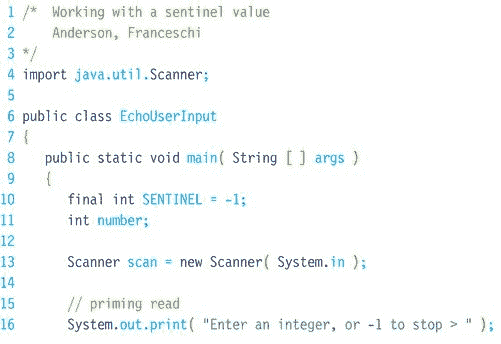 1 /* Working with a sentinel value
2 Anderson, Franceschi
3 */
4 import java.util.Scanner;
5
6 public class EchoUserInput
7 {
8 public static void main( String [ ] args )
9 {
10 final int SENTINEL = -1;
11 int number;
12
13 Scanner scan = new Scanner( System.in );
14
15 // priming read
16 System.out.print( "Enter an integer, or -1 to stop > " );